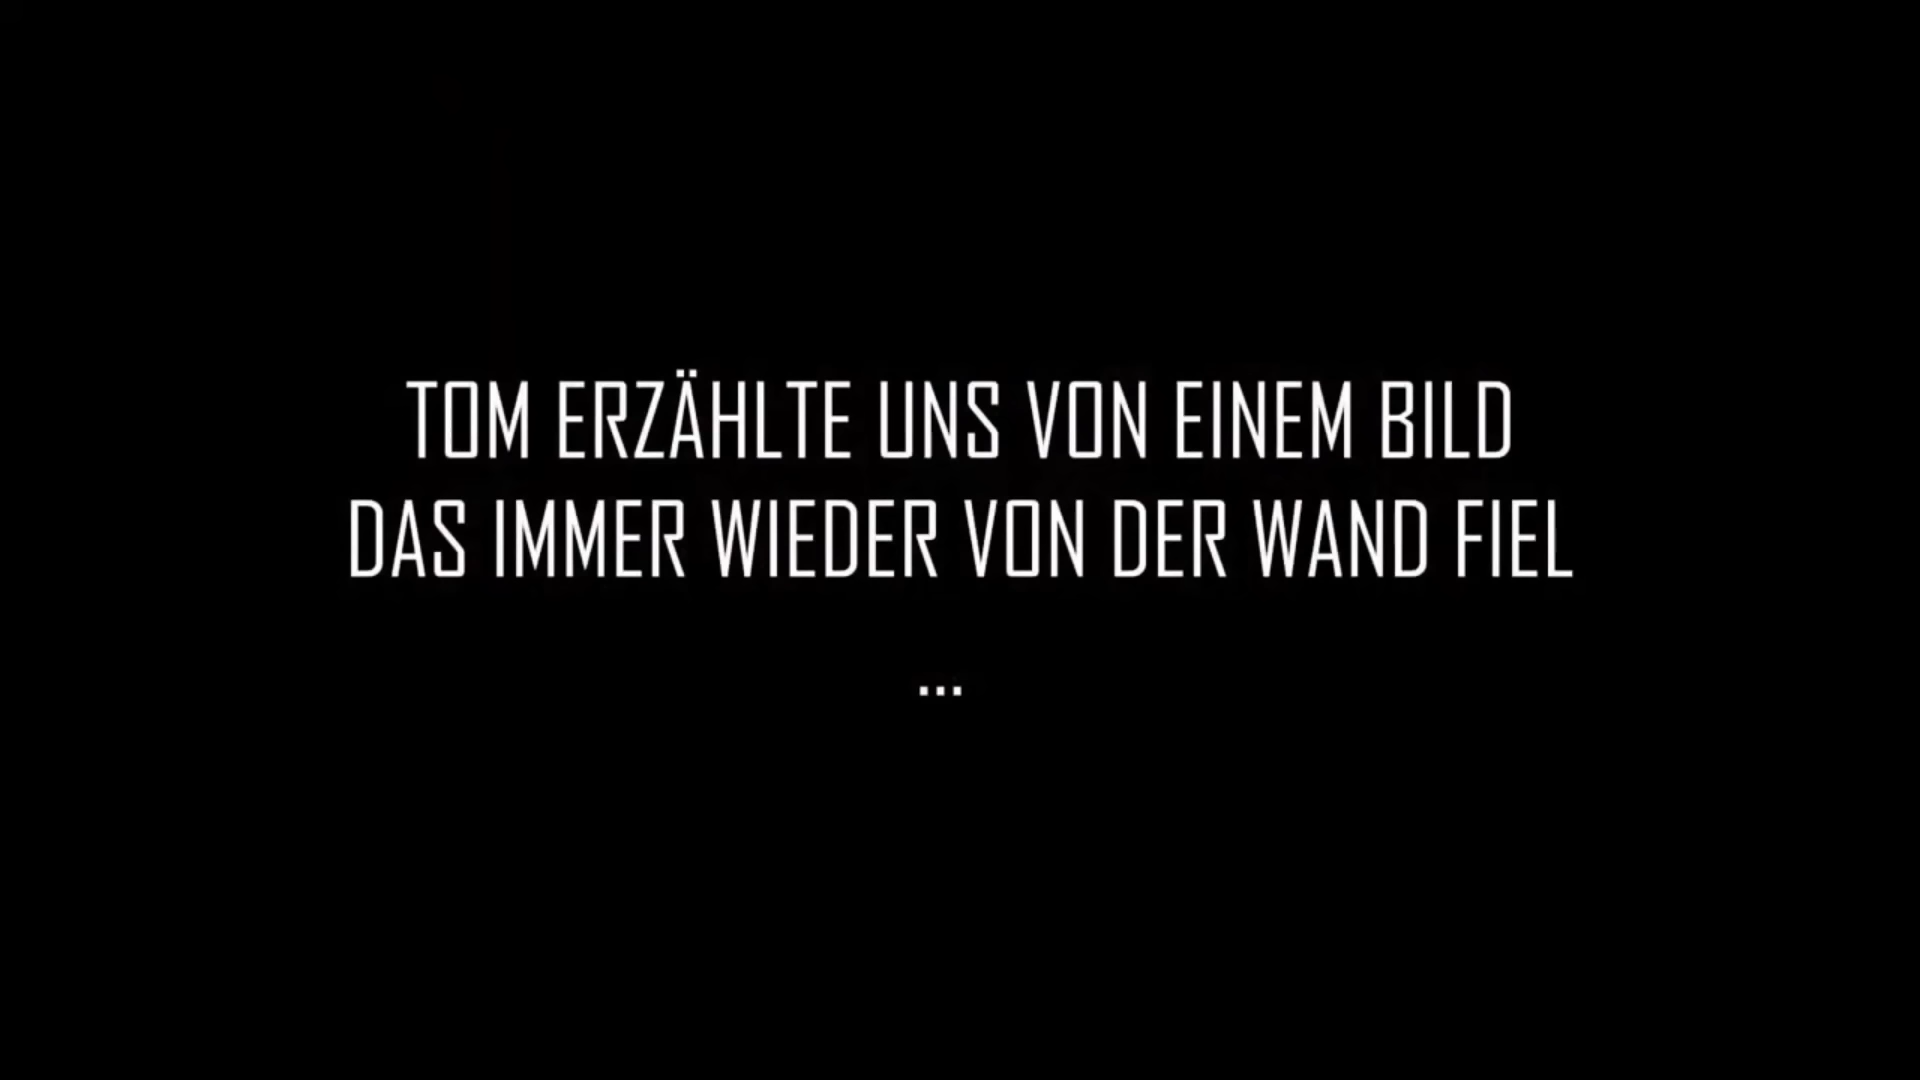 TOM ERZÄHLTE UNS VON EINEM BILD
DAS IMMER WIEDER VON DER WAND FIEL
...